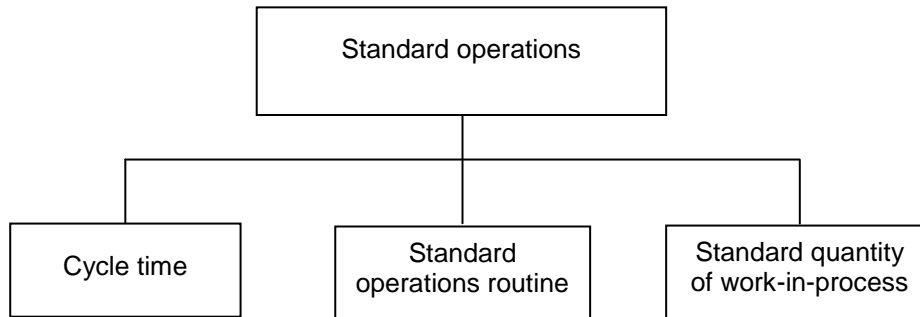 Standard operations
Cycle time
Standard
operations routine
Standard quantity
of work-in-process